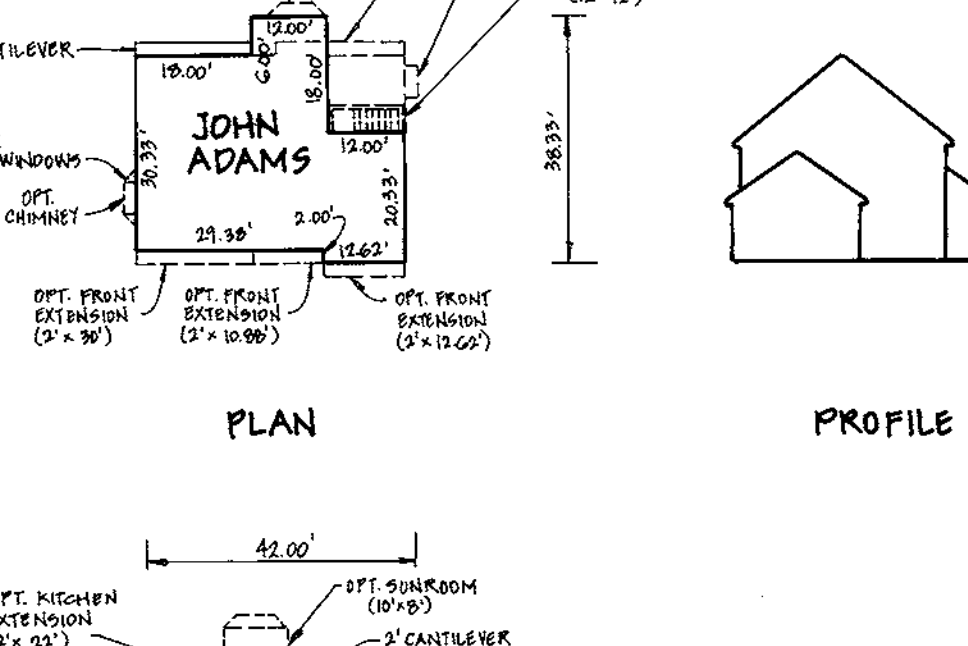 12.00'
TILEVER
6.00'
18.00'
18.00'
JOHN
ADAMS
12.00'
38.33'
WINDOWS
30.33'
OPT.
CHIMNEY
20.33'
2.00'
29.38'
12.62'
OPT. FRONT
EXTENSION
(2' x 30')
OPT. FRONT
EXTENSION
(2' x 10.88')
OPT. FRONT
EXTENSION
(2' x 12.62')
PLAN
PROFILE
42.00'
PT. KITCHEN
XTENSION
2' x 22')
OPT. SUNROOM
(10'x8')
2' CANTILEVER